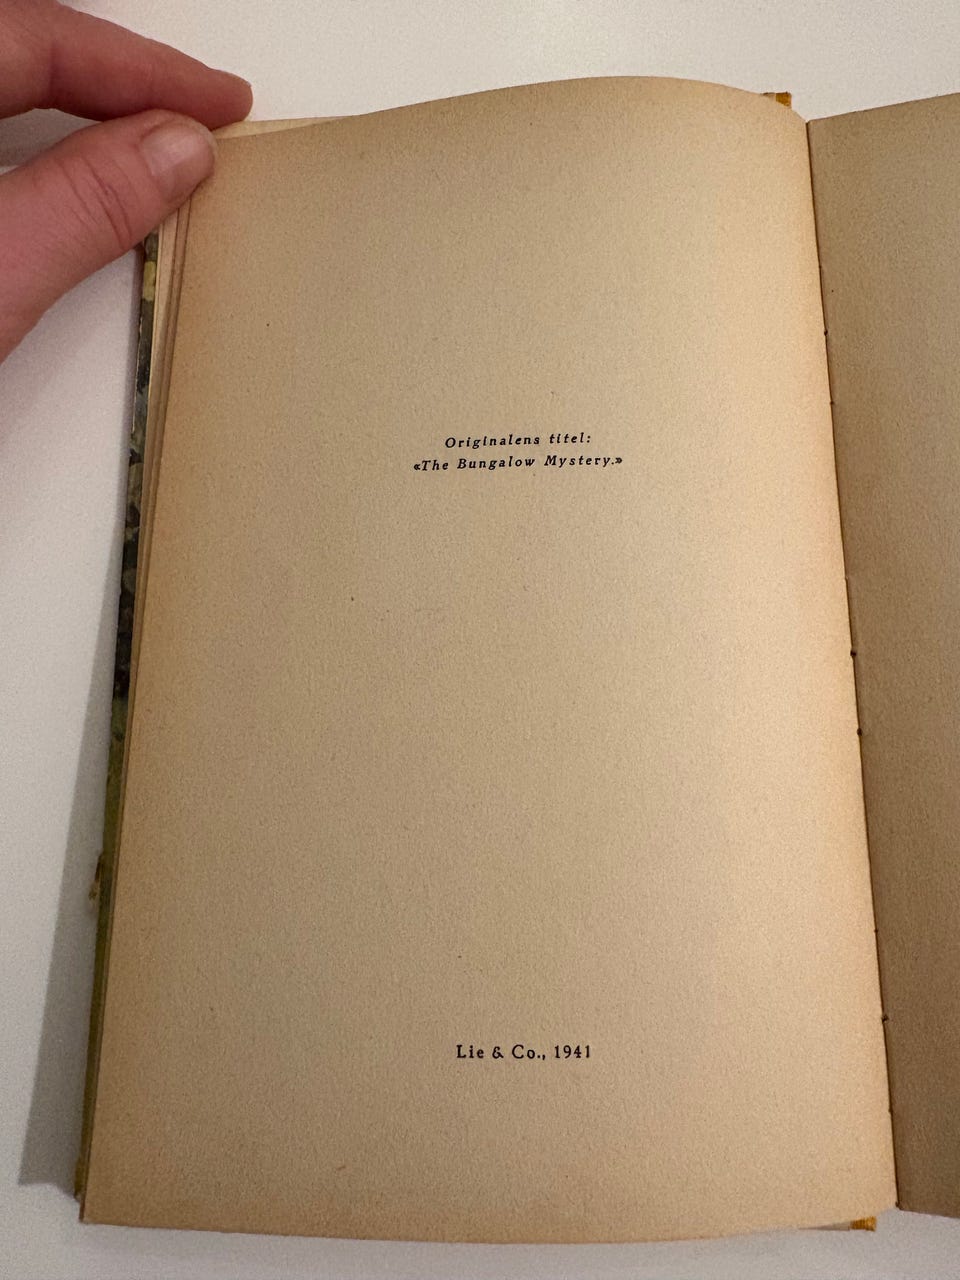 Originalens titel:
«The Bungalow Mystery.»
Lie & Co., 1941